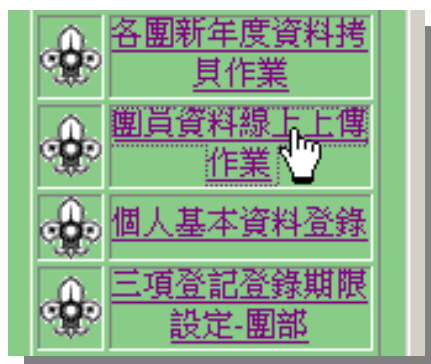 各團新年度資料拷
貝作業
團員資料線上上傳
作業
個人基本資料登錄
三項登記登錄期限
設定-團部